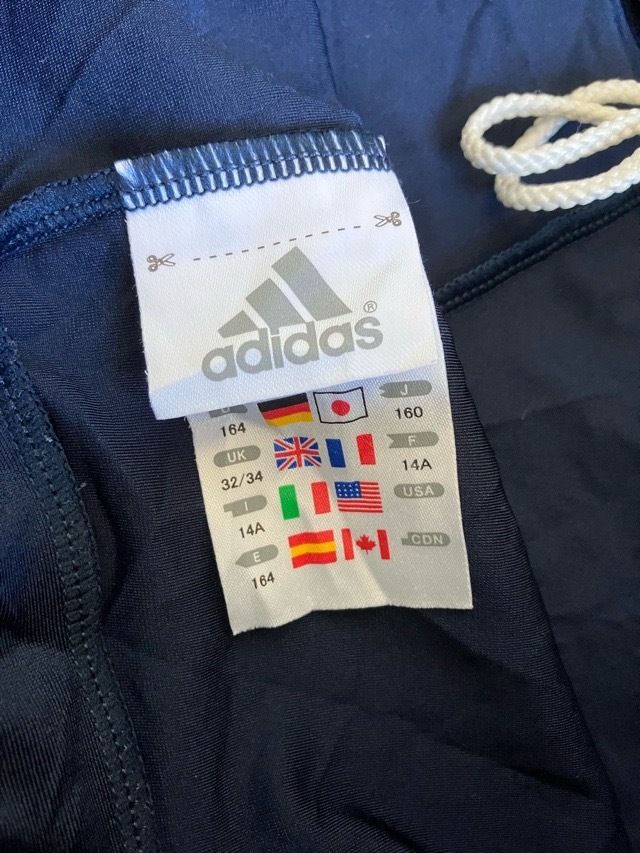 adidas®
J
164 160
UK F
32/34 14A
I USA
14A
E CDN
164